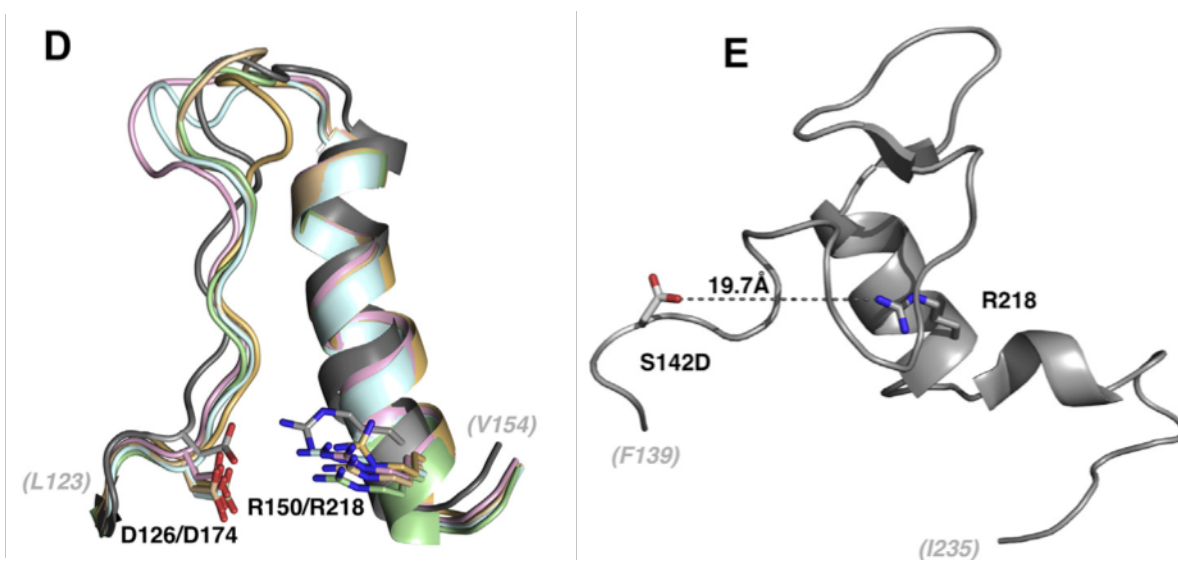 D
(L123)
D126/D174
R150/R218
(V154)
E
19.7Å
R218
S142D
(F139)
(I235)